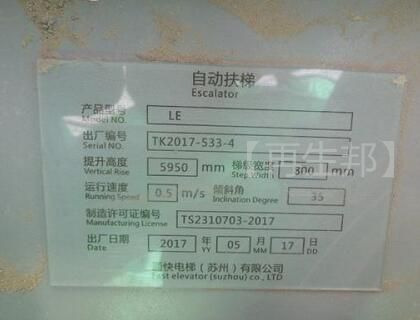 自动扶梯
Escalator
产品型号 LE
Model NO.
出厂编号 TK2017-533-4
Serial NO.
提升高度 5950 mm 梯级宽度 800 mm
Vertical Rise Step Width
运行速度 0.5 m/s 倾斜角 35
Running Speed Inclination Degree
制造许可证编号 TS2310703-2017
Manufacturing License
出厂日期 2017 年 05 月 17 日
Date YY MM DD
快电梯（苏州）有限公司
elevator (suzhou) co., LTD
【再生邦】